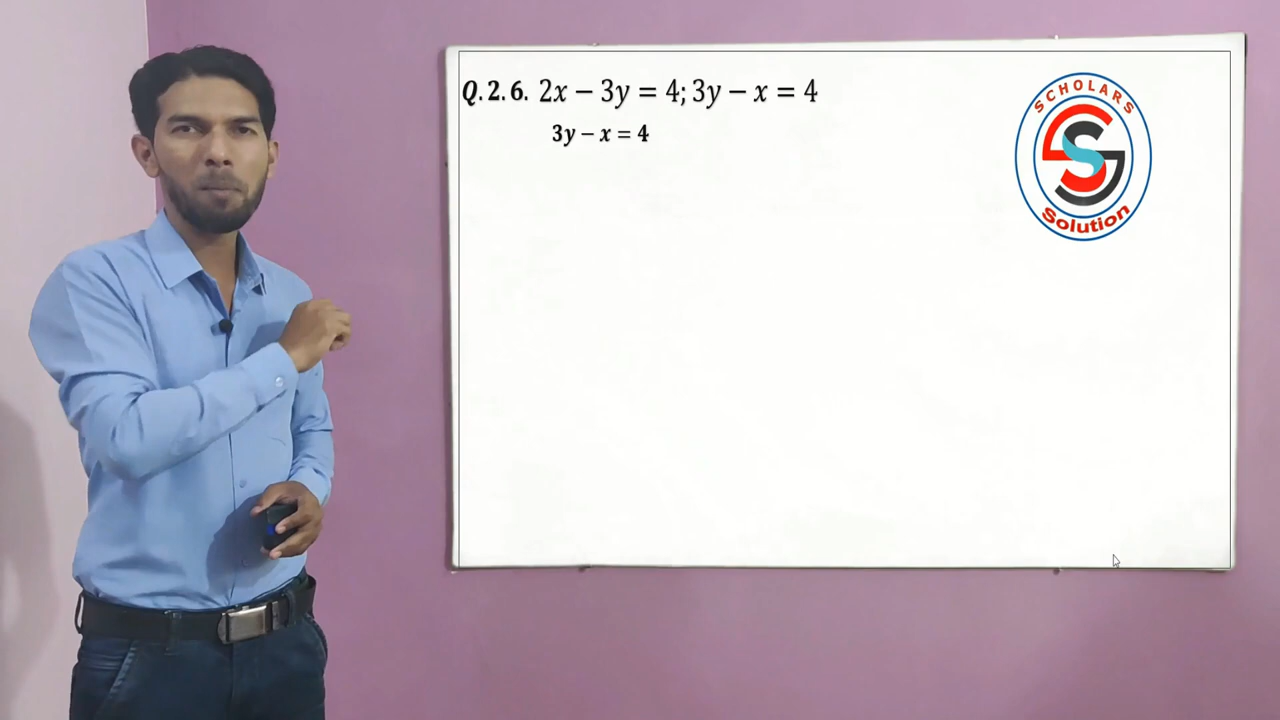 Q. 2. 6. 2x − 3y = 4; 3y − x = 4
3y − x = 4
SCHOLARS
Solution